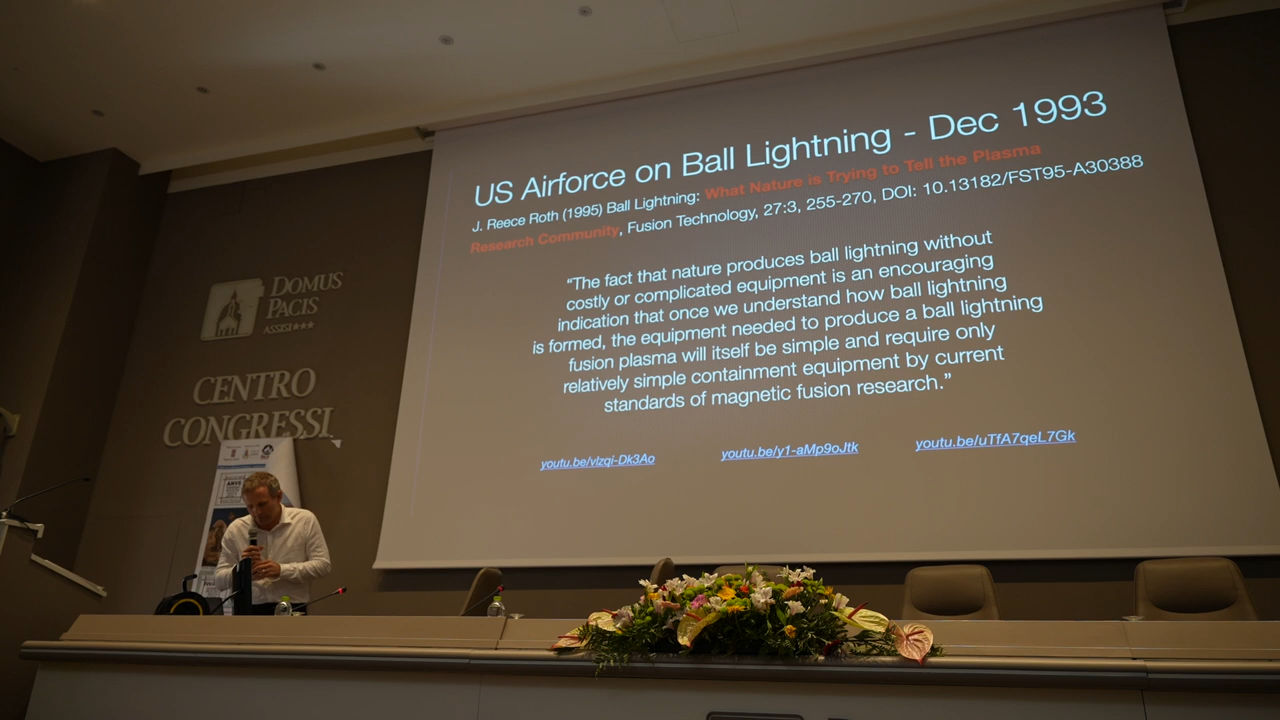 US Airforce on Ball Lightning - Dec 1993
J. Reece Roth (1995) Ball Lightning: What Nature is Trying to Tell the Plasma
Research Community, Fusion Technology, 27:3, 255-270, DOI: 10.13182/FST95-A30388
“The fact that nature produces ball lightning without
costly or complicated equipment is an encouraging
indication that once we understand how ball lightning
is formed, the equipment needed to produce a ball lightning
fusion plasma will itself be simple and require only
relatively simple containment equipment by current
standards of magnetic fusion research.”
youtu.be/vlzqi-Dk3Ao
youtu.be/y1-aMp9oJtk
youtu.be/uTfA7qeL7Gk
DOMUS
PACIS
ASSISI★★★
CENTRO
CONGRESSI